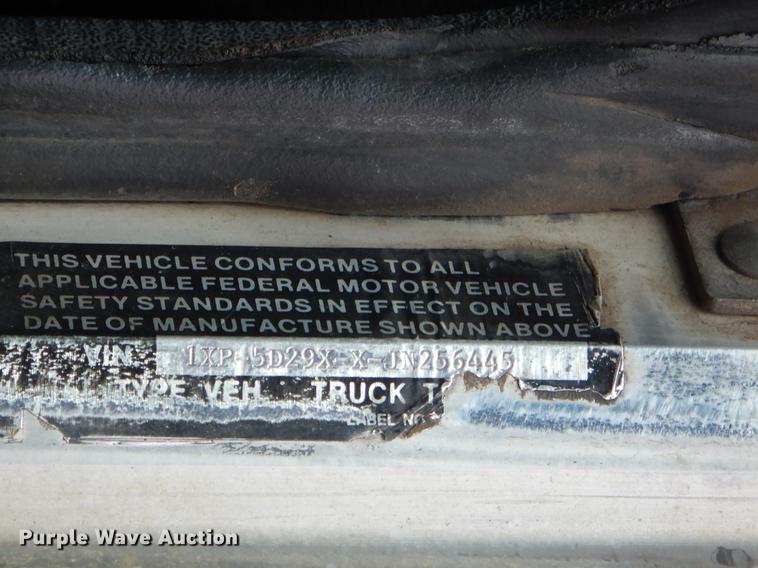 THIS VEHICLE CONFORMS TO ALL
APPLICABLE FEDERAL MOTOR VEHICLE
SAFETY STANDARDS IN EFFECT ON THE
DATE OF MANUFACTURE SHOWN ABOVE
VIN 1XP-5D29X-X-JN256445
TYPE VEH. TRUCK
LABEL NO
Purple Wave Auction